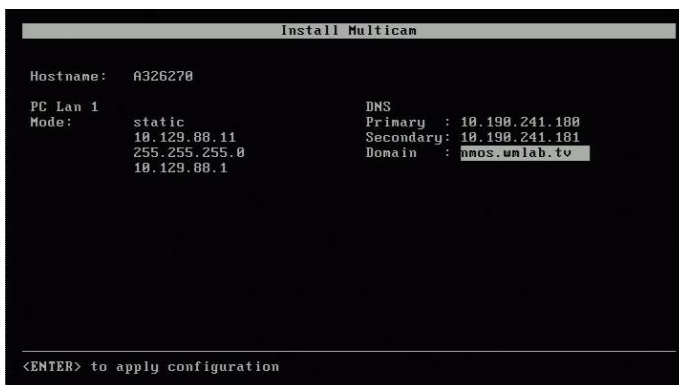 Install Multicam
Hostname: A326270
PC Lan 1
Mode: static
10.129.88.11
255.255.255.0
10.129.88.1
DNS
Primary : 10.190.241.180
Secondary: 10.190.241.181
Domain : nmos.wmlab.tv
<ENTER> to apply configuration